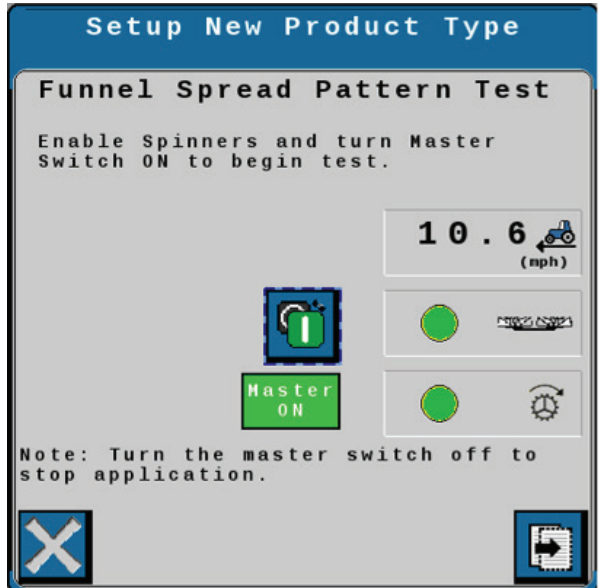 Setup New Product Type
Funnel Spread Pattern Test
Enable Spinners and turn Master
Switch ON to begin test.
10.6
(mph)
Master
ON
Note: Turn the master switch off to
stop application.